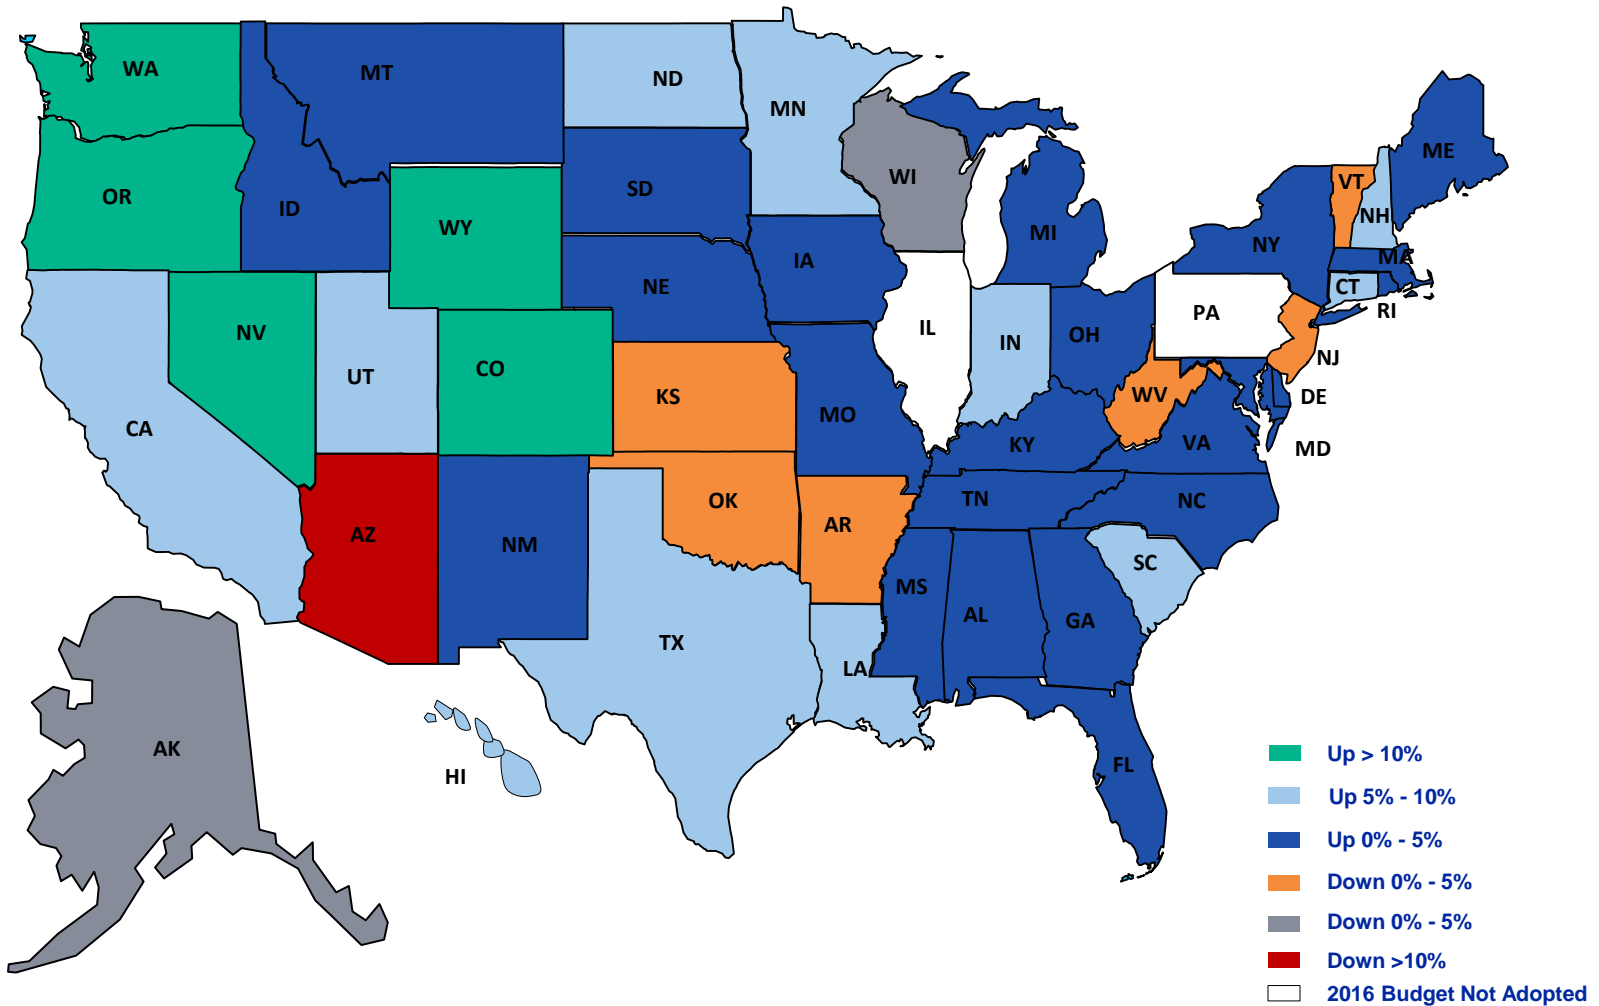 WA
MT
ND
MN
ME
OR
ID
WY
SD
WI
MI
VT
NH
NY
MA
IA
NE
CT
RI
NV
IL
IN
OH
PA
NJ
UT
CO
KS
MO
WV
DE
CA
KY
VA
MD
AZ
NM
OK
AR
TN
NC
SC
MS
AL
GA
TX
LA
AK
HI
FL
Up > 10%
Up 5% - 10%
Up 0% - 5%
Down 0% - 5%
Down 0% - 5%
Down >10%
2016 Budget Not Adopted